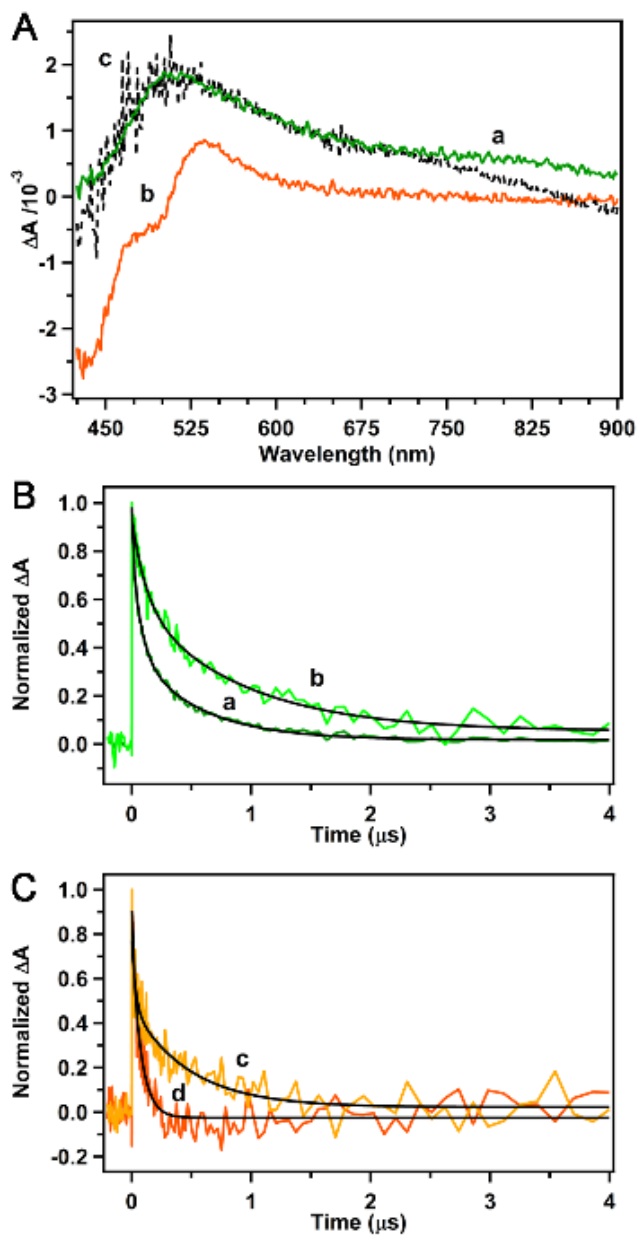 A
2
c
1
a
0
b
ΔA /10⁻³
-1
-2
-3
450 525 600 675 750 825 900
Wavelength (nm)
B
1.0
0.8
0.6
0.4
0.2
0.0
Normalized ΔA
b
a
0 1 2 3 4
Time (μs)
C
1.0
0.8
0.6
0.4
0.2
0.0
-0.2
Normalized ΔA
c
d
0 1 2 3 4
Time (μs)